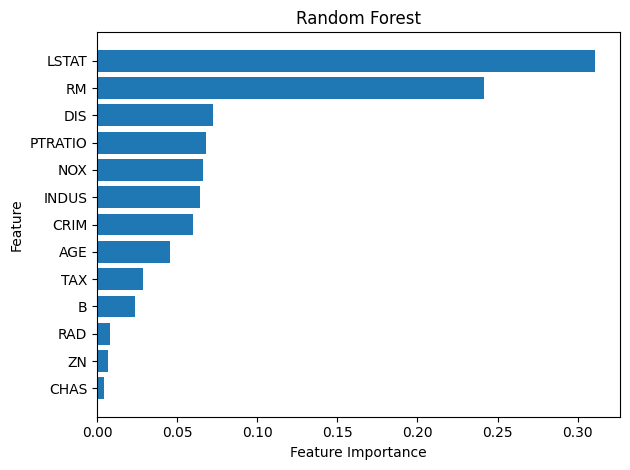 Random Forest
LSTAT
RM
DIS
PTRATIO
NOX
INDUS
CRIM
AGE
TAX
B
RAD
ZN
CHAS
Feature
0.00 0.05 0.10 0.15 0.20 0.25 0.30
Feature Importance